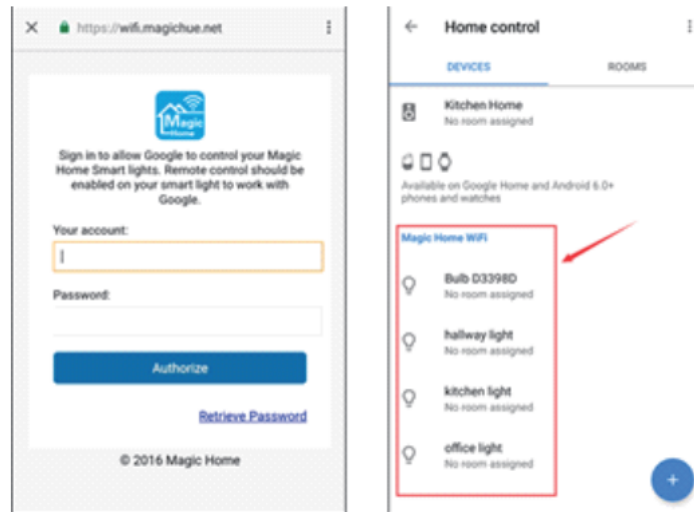 https://wifi.magichue.net
Magic
Home
Sign in to allow Google to control your Magic
Home Smart lights. Remote control should be
enabled on your smart light to work with
Google.
Your account:
Password:
Authorize
Retrieve Password
© 2016 Magic Home
Home control
DEVICES
ROOMS
Kitchen Home
No room assigned
Available on Google Home and Android 6.0+
phones and watches
Magic Home WiFi
Bulb D3398D
No room assigned
hallway light
No room assigned
kitchen light
No room assigned
office light
No room assigned